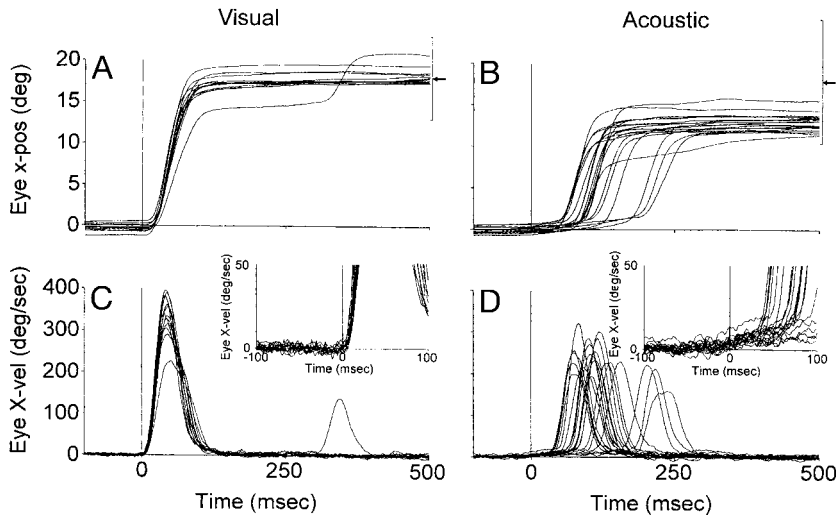 Visual
Acoustic
A
B
Eye x-pos (deg)
20
15
10
5
0
C
D
Eye X-vel (deg/sec)
400
300
200
100
0
0
250
500
Time (msec)
Eye X-vel (deg/sec)
50
0
-100
0
100
Time (msec)
Eye X-vel (deg/sec)
50
0
-100
0
100
Time (msec)
0
250
500
Time (msec)